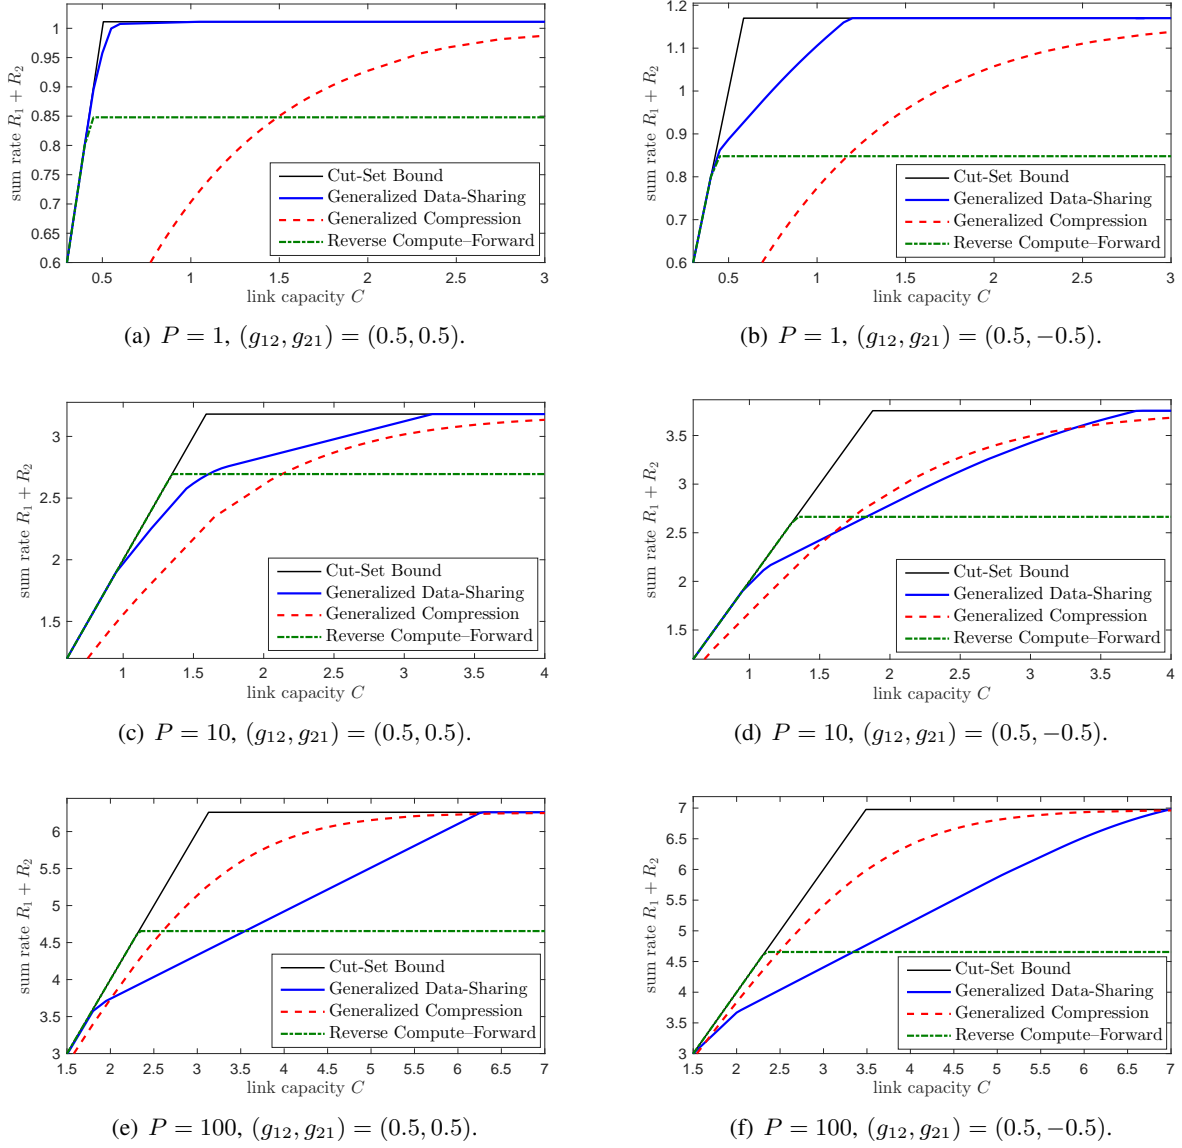 sum rate R₁ + R₂
1
0.95
0.9
0.85
0.8
0.75
0.7
0.65
0.6
0.5
1
1.5
2
2.5
3
link capacity C
Cut-Set Bound
Generalized Data-Sharing
Generalized Compression
Reverse Compute–Forward
(a) P = 1, (g₁₂, g₂₁) = (0.5, 0.5).
sum rate R₁ + R₂
1.2
1.1
1
0.9
0.8
0.7
0.6
0.5
1
1.5
2
2.5
3
link capacity C
Cut-Set Bound
Generalized Data-Sharing
Generalized Compression
Reverse Compute–Forward
(b) P = 1, (g₁₂, g₂₁) = (0.5, −0.5).
sum rate R₁ + R₂
3
2.5
2
1.5
1
1.5
2
2.5
3
3.5
4
link capacity C
Cut-Set Bound
Generalized Data-Sharing
Generalized Compression
Reverse Compute–Forward
(c) P = 10, (g₁₂, g₂₁) = (0.5, 0.5).
sum rate R₁ + R₂
3.5
3
2.5
2
1.5
1
1.5
2
2.5
3
3.5
4
link capacity C
Cut-Set Bound
Generalized Data-Sharing
Generalized Compression
Reverse Compute–Forward
(d) P = 10, (g₁₂, g₂₁) = (0.5, −0.5).
sum rate R₁ + R₂
6
5.5
5
4.5
4
3.5
3
1.5
2
2.5
3
3.5
4
4.5
5
5.5
6
6.5
7
link capacity C
Cut-Set Bound
Generalized Data-Sharing
Generalized Compression
Reverse Compute–Forward
(e) P = 100, (g₁₂, g₂₁) = (0.5, 0.5).
sum rate R₁ + R₂
7
6.5
6
5.5
5
4.5
4
3.5
3
1.5
2
2.5
3
3.5
4
4.5
5
5.5
6
6.5
7
link capacity C
Cut-Set Bound
Generalized Data-Sharing
Generalized Compression
Reverse Compute–Forward
(f) P = 100, (g₁₂, g₂₁) = (0.5, −0.5).